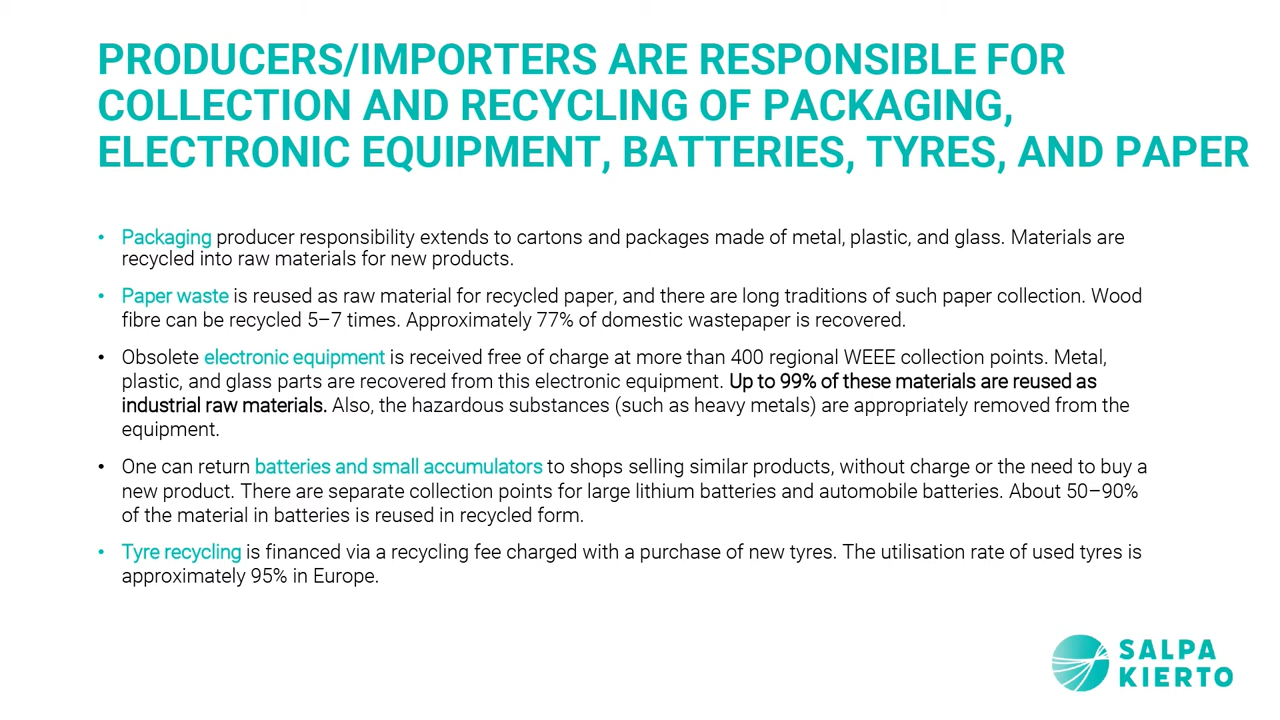 PRODUCERS/IMPORTERS ARE RESPONSIBLE FOR
COLLECTION AND RECYCLING OF PACKAGING,
ELECTRONIC EQUIPMENT, BATTERIES, TYRES, AND PAPER
• Packaging producer responsibility extends to cartons and packages made of metal, plastic, and glass. Materials are
recycled into raw materials for new products.
• Paper waste is reused as raw material for recycled paper, and there are long traditions of such paper collection. Wood
fibre can be recycled 5–7 times. Approximately 77% of domestic wastepaper is recovered.
• Obsolete electronic equipment is received free of charge at more than 400 regional WEEE collection points. Metal,
plastic, and glass parts are recovered from this electronic equipment. Up to 99% of these materials are reused as
industrial raw materials. Also, the hazardous substances (such as heavy metals) are appropriately removed from the
equipment.
• One can return batteries and small accumulators to shops selling similar products, without charge or the need to buy a
new product. There are separate collection points for large lithium batteries and automobile batteries. About 50–90%
of the material in batteries is reused in recycled form.
• Tyre recycling is financed via a recycling fee charged with a purchase of new tyres. The utilisation rate of used tyres is
approximately 95% in Europe.
SALPA
KIERTO